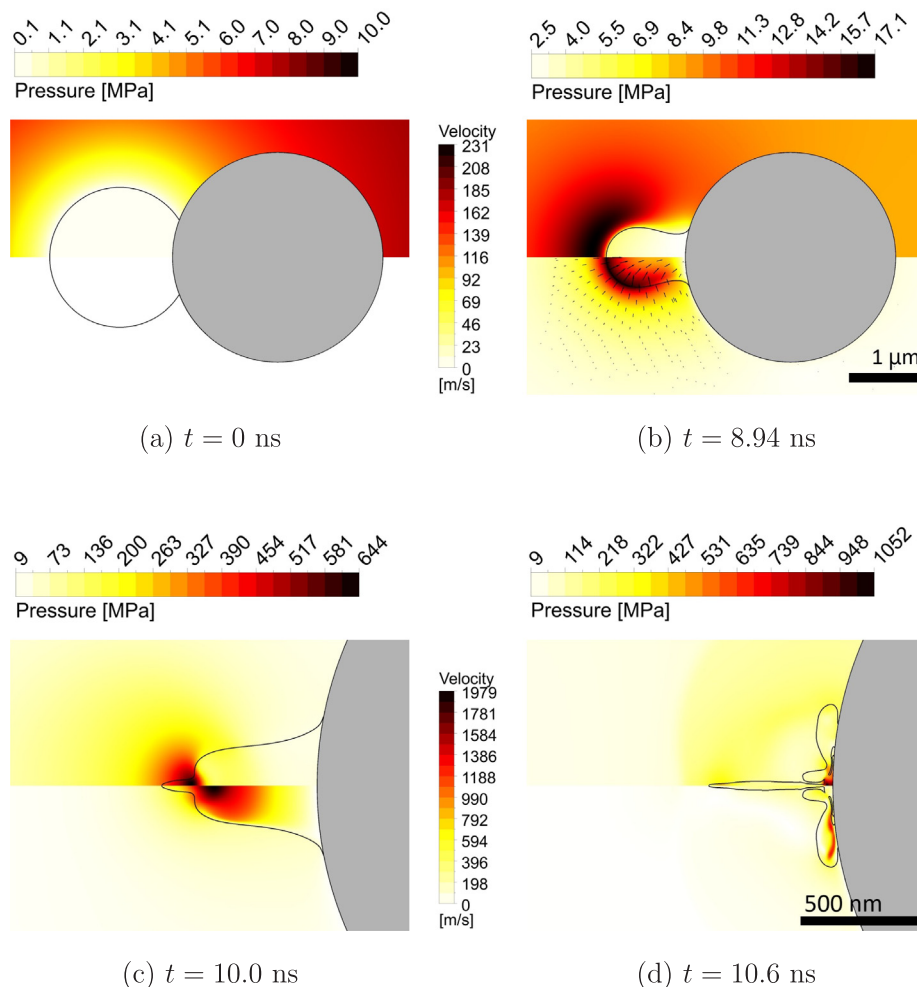 0.1 1.1 2.1 3.1 4.1 5.1 6.0 7.0 8.0 9.0 10.0
Pressure [MPa]
2.5 4.0 5.5 6.9 8.4 9.8 11.3 12.8 14.2 15.7 17.1
Pressure [MPa]
Velocity
231
208
185
162
139
116
92
69
46
23
0
[m/s]
1 µm
(a) t = 0 ns
(b) t = 8.94 ns
9 73 136 200 263 327 390 454 517 581 644
Pressure [MPa]
9 114 218 322 427 531 635 739 844 948 1052
Pressure [MPa]
Velocity
1979
1781
1584
1386
1188
990
792
594
396
198
0
[m/s]
500 nm
(c) t = 10.0 ns
(d) t = 10.6 ns